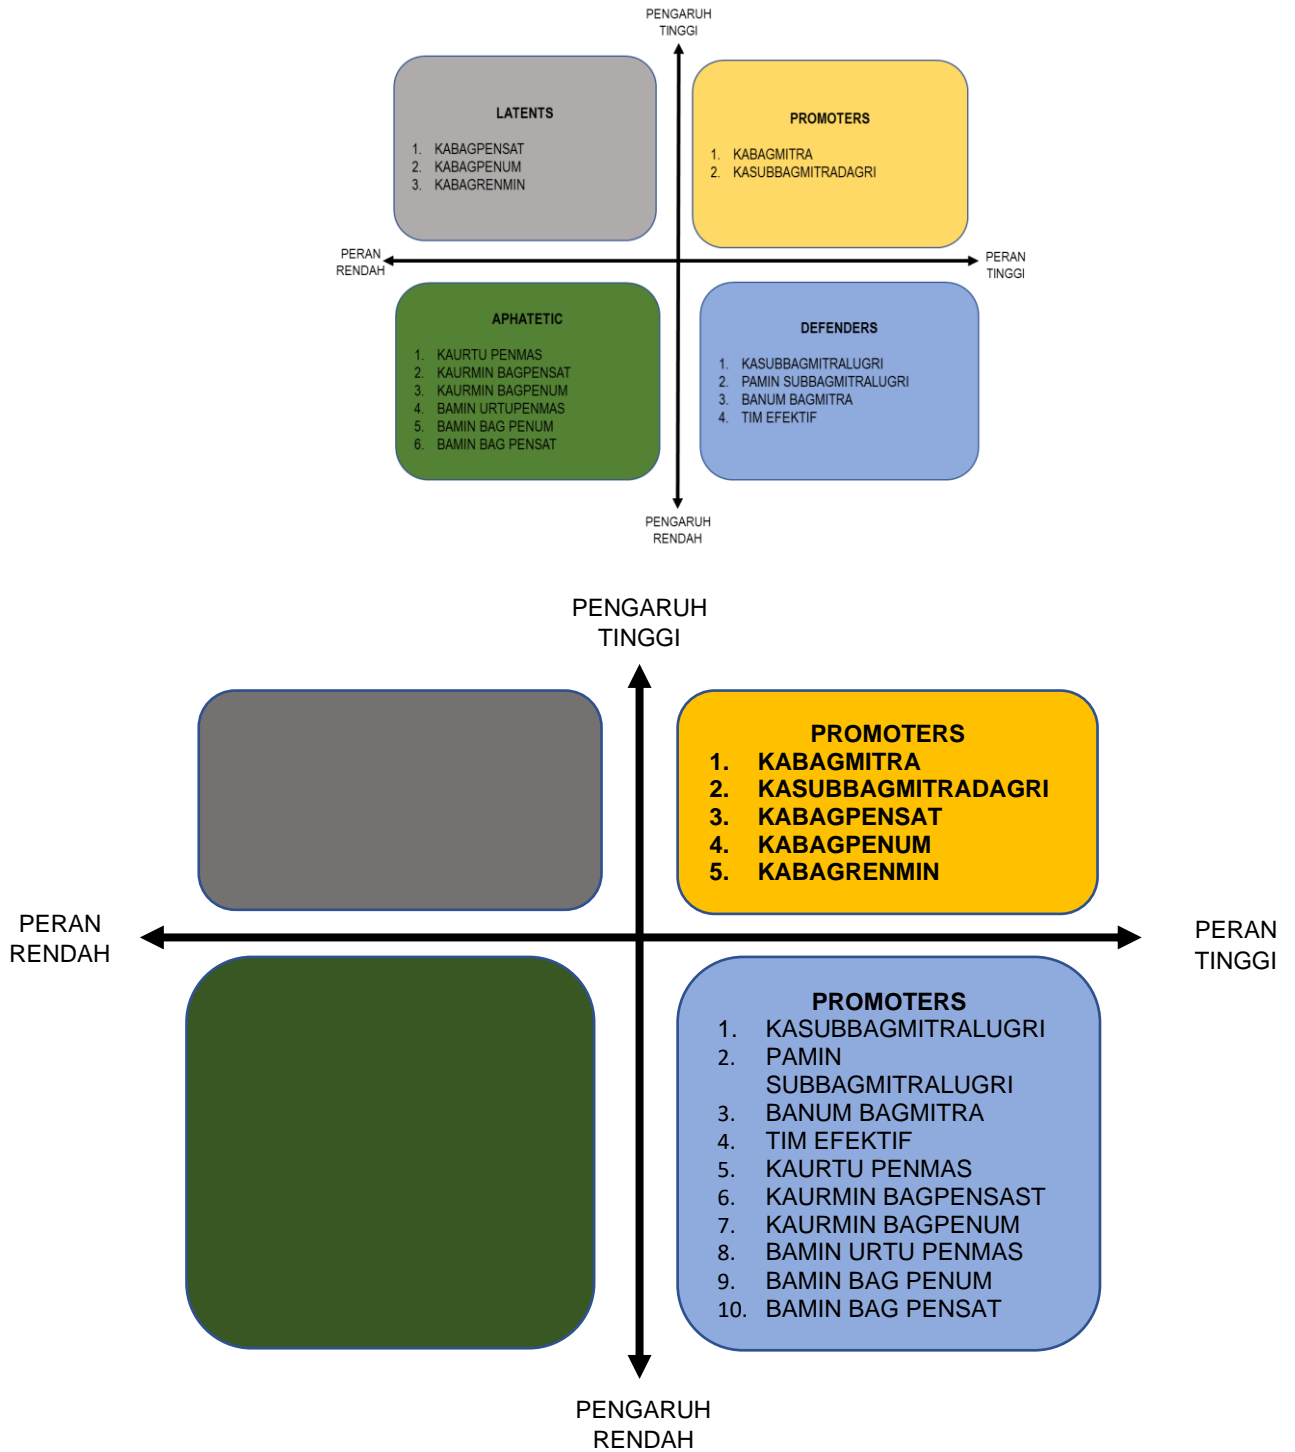 PENGARUH
TINGGI
LATENTS
1. KABAGPENSAT
2. KABAGPENUM
3. KABAGRENMIN
PROMOTERS
1. KABAGMITRA
2. KASUBBAGMITRADAGRI
PERAN
RENDAH
PERAN
TINGGI
APHATETIC
1. KAURTU PENMAS
2. KAURMIN BAGPENSAT
3. KAURMIN BAGPENUM
4. BAMIN URTUPENMAS
5. BAMIN BAG PENUM
6. BAMIN BAG PENSAT
DEFENDERS
1. KASUBBAGMITRALUGRI
2. PAMIN SUBBAGMITRALUGRI
3. BANUM BAGMITRA
4. TIM EFEKTIF
PENGARUH
RENDAH
PENGARUH
TINGGI
PROMOTERS
1. KABAGMITRA
2. KASUBBAGMITRADAGRI
3. KABAGPENSAT
4. KABAGPENUM
5. KABAGRENMIN
PERAN
RENDAH
PERAN
TINGGI
PROMOTERS
1. KASUBBAGMITRALUGRI
2. PAMIN
SUBBAGMITRALUGRI
3. BANUM BAGMITRA
4. TIM EFEKTIF
5. KAURTU PENMAS
6. KAURMIN BAGPENSAST
7. KAURMIN BAGPENUM
8. BAMIN URTU PENMAS
9. BAMIN BAG PENUM
10. BAMIN BAG PENSAT
PENGARUH
RENDAH